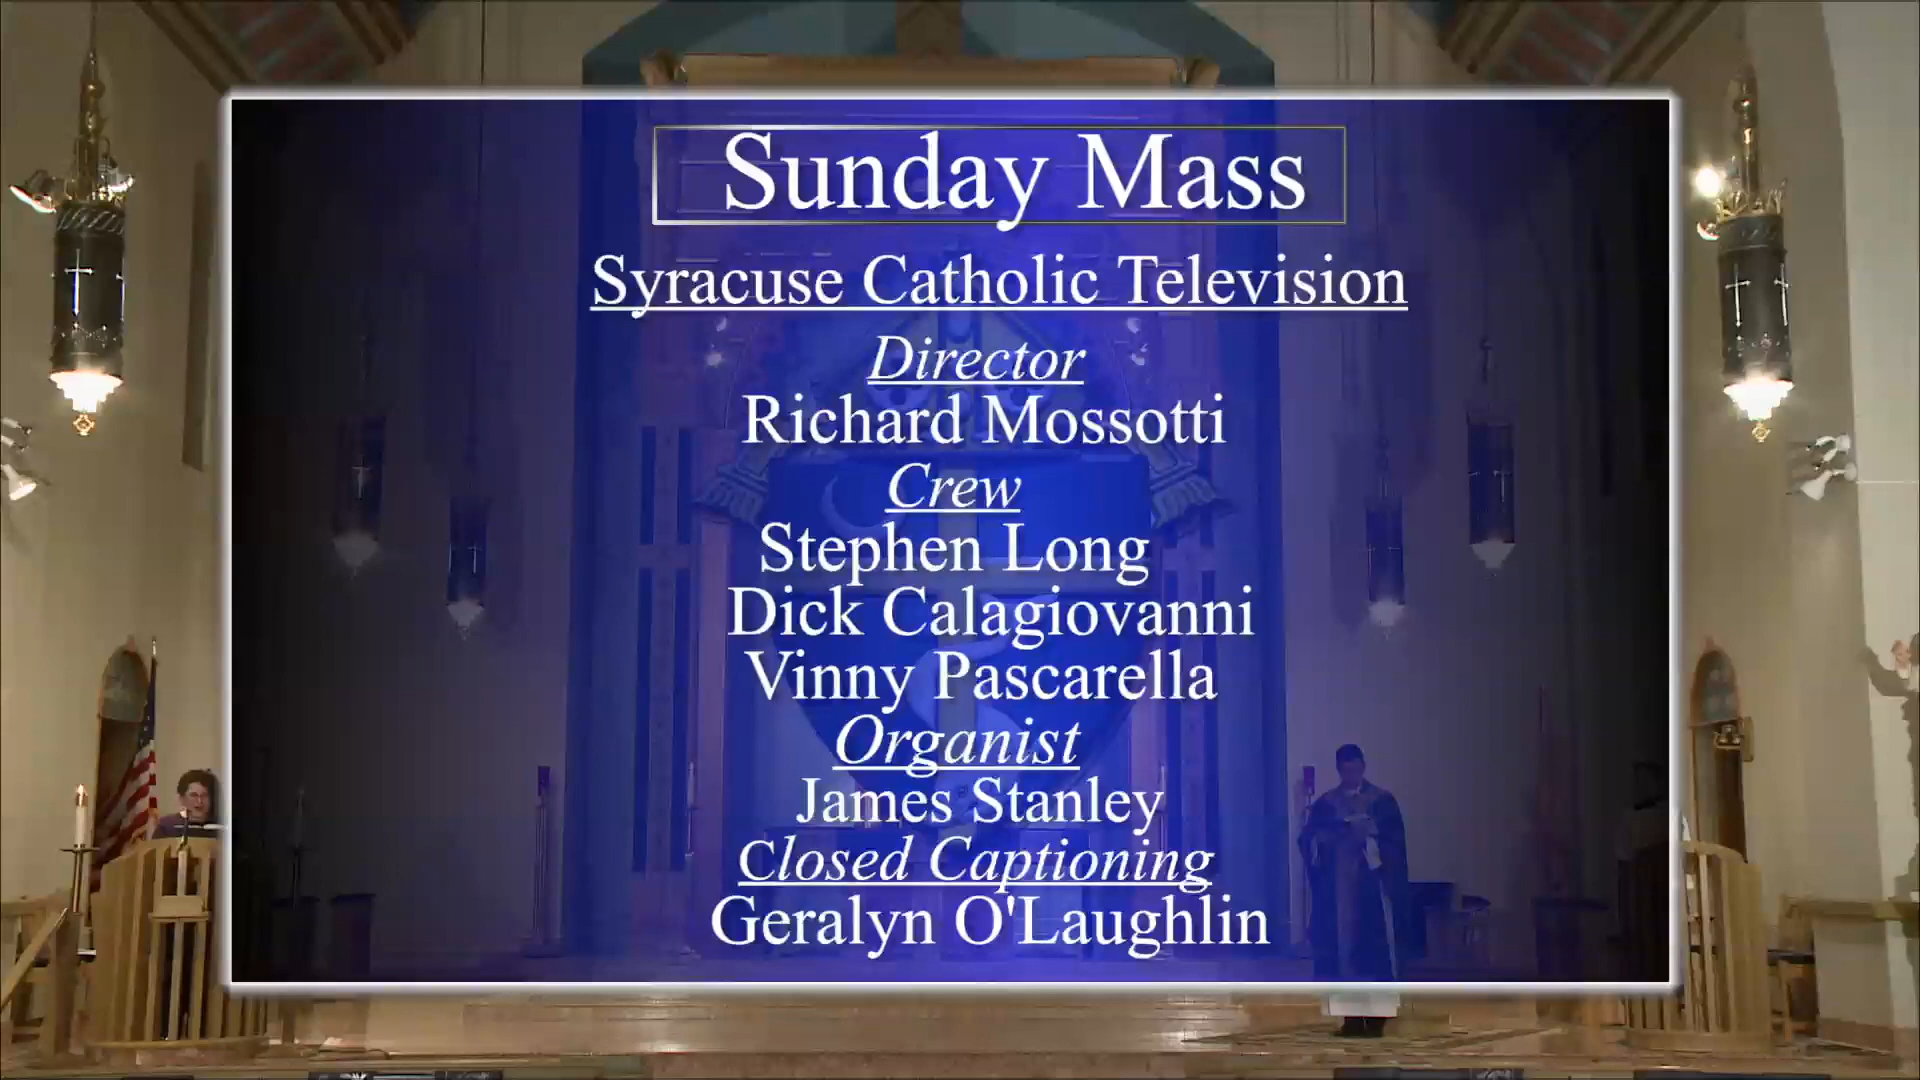 Sunday Mass
Syracuse Catholic Television
Director
Richard Mossotti
Crew
Stephen Long
Dick Calagiovanni
Vinny Pascarella
Organist
James Stanley
Closed Captioning
Geralyn O'Laughlin